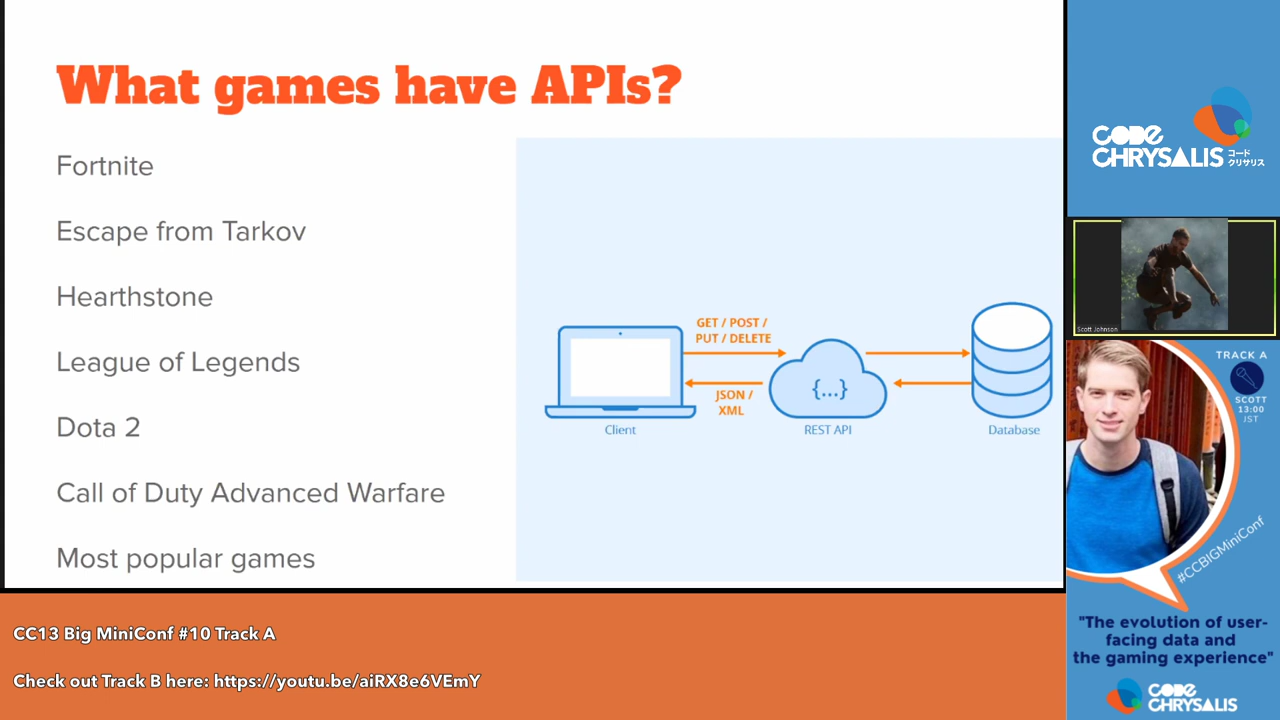 What games have APIs?
Fortnite
Escape from Tarkov
Hearthstone
League of Legends
Dota 2
Call of Duty Advanced Warfare
Most popular games
GET / POST /
PUT / DELETE
JSON /
XML
{...}
Client
REST API
Database
CODE
CHRYSALIS
コード
クリサリス
Scott Johnson
TRACK A
SCOTT
13:00
JST
#CCBIGMiniConf
"The evolution of user-
facing data and
the gaming experience"
CODE
CHRYSALIS
CC13 Big MiniConf #10 Track A
Check out Track B here: https://youtu.be/aiRX8e6VEmY